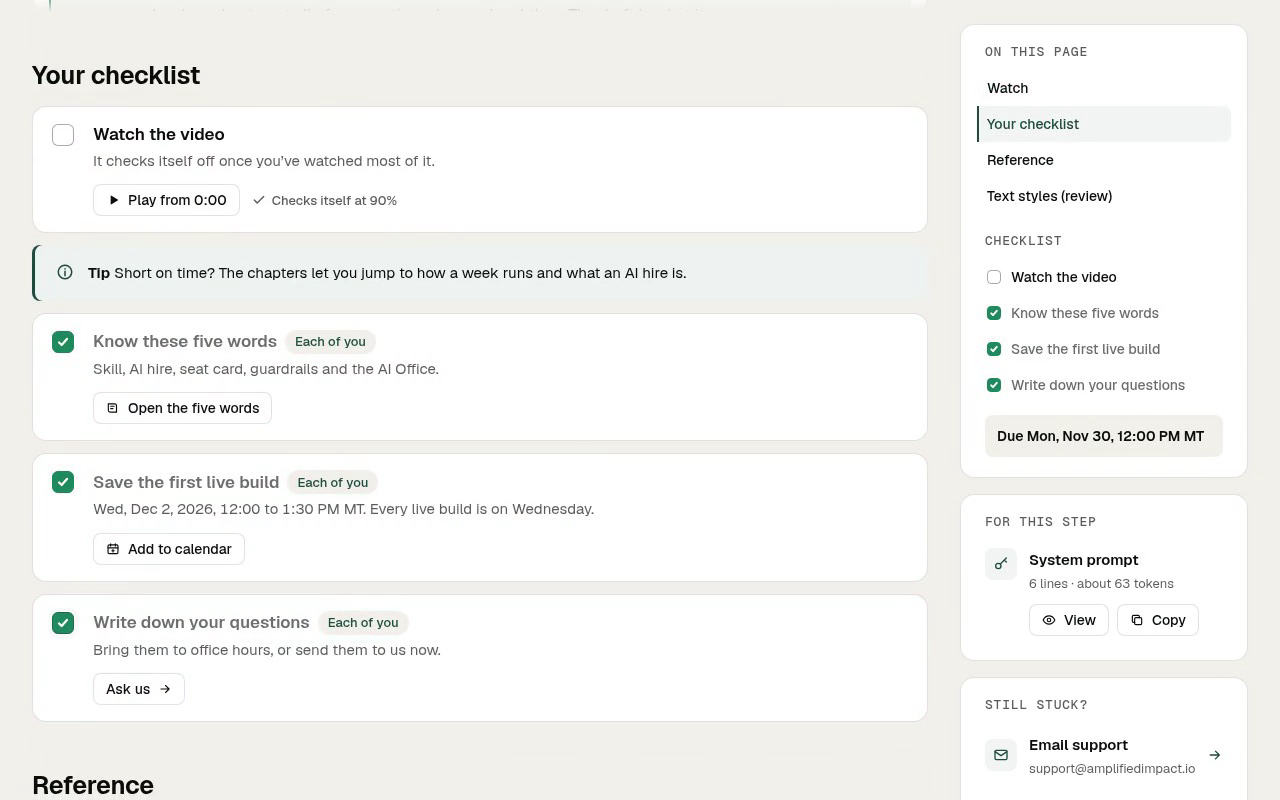 Your checklist
Watch the video
It checks itself off once you've watched most of it.
Play from 0:00
Checks itself at 90%
Tip Short on time? The chapters let you jump to how a week runs and what an AI hire is.
Know these five words Each of you
Skill, AI hire, seat card, guardrails and the AI Office.
Open the five words
Save the first live build Each of you
Wed, Dec 2, 2026, 12:00 to 1:30 PM MT. Every live build is on Wednesday.
Add to calendar
Write down your questions Each of you
Bring them to office hours, or send them to us now.
Ask us →
Reference
ON THIS PAGE
Watch
Your checklist
Reference
Text styles (review)
CHECKLIST
Watch the video
Know these five words
Save the first live build
Write down your questions
Due Mon, Nov 30, 12:00 PM MT
FOR THIS STEP
System prompt
6 lines · about 63 tokens
View
Copy
STILL STUCK?
Email support
support@amplifiedimpact.io